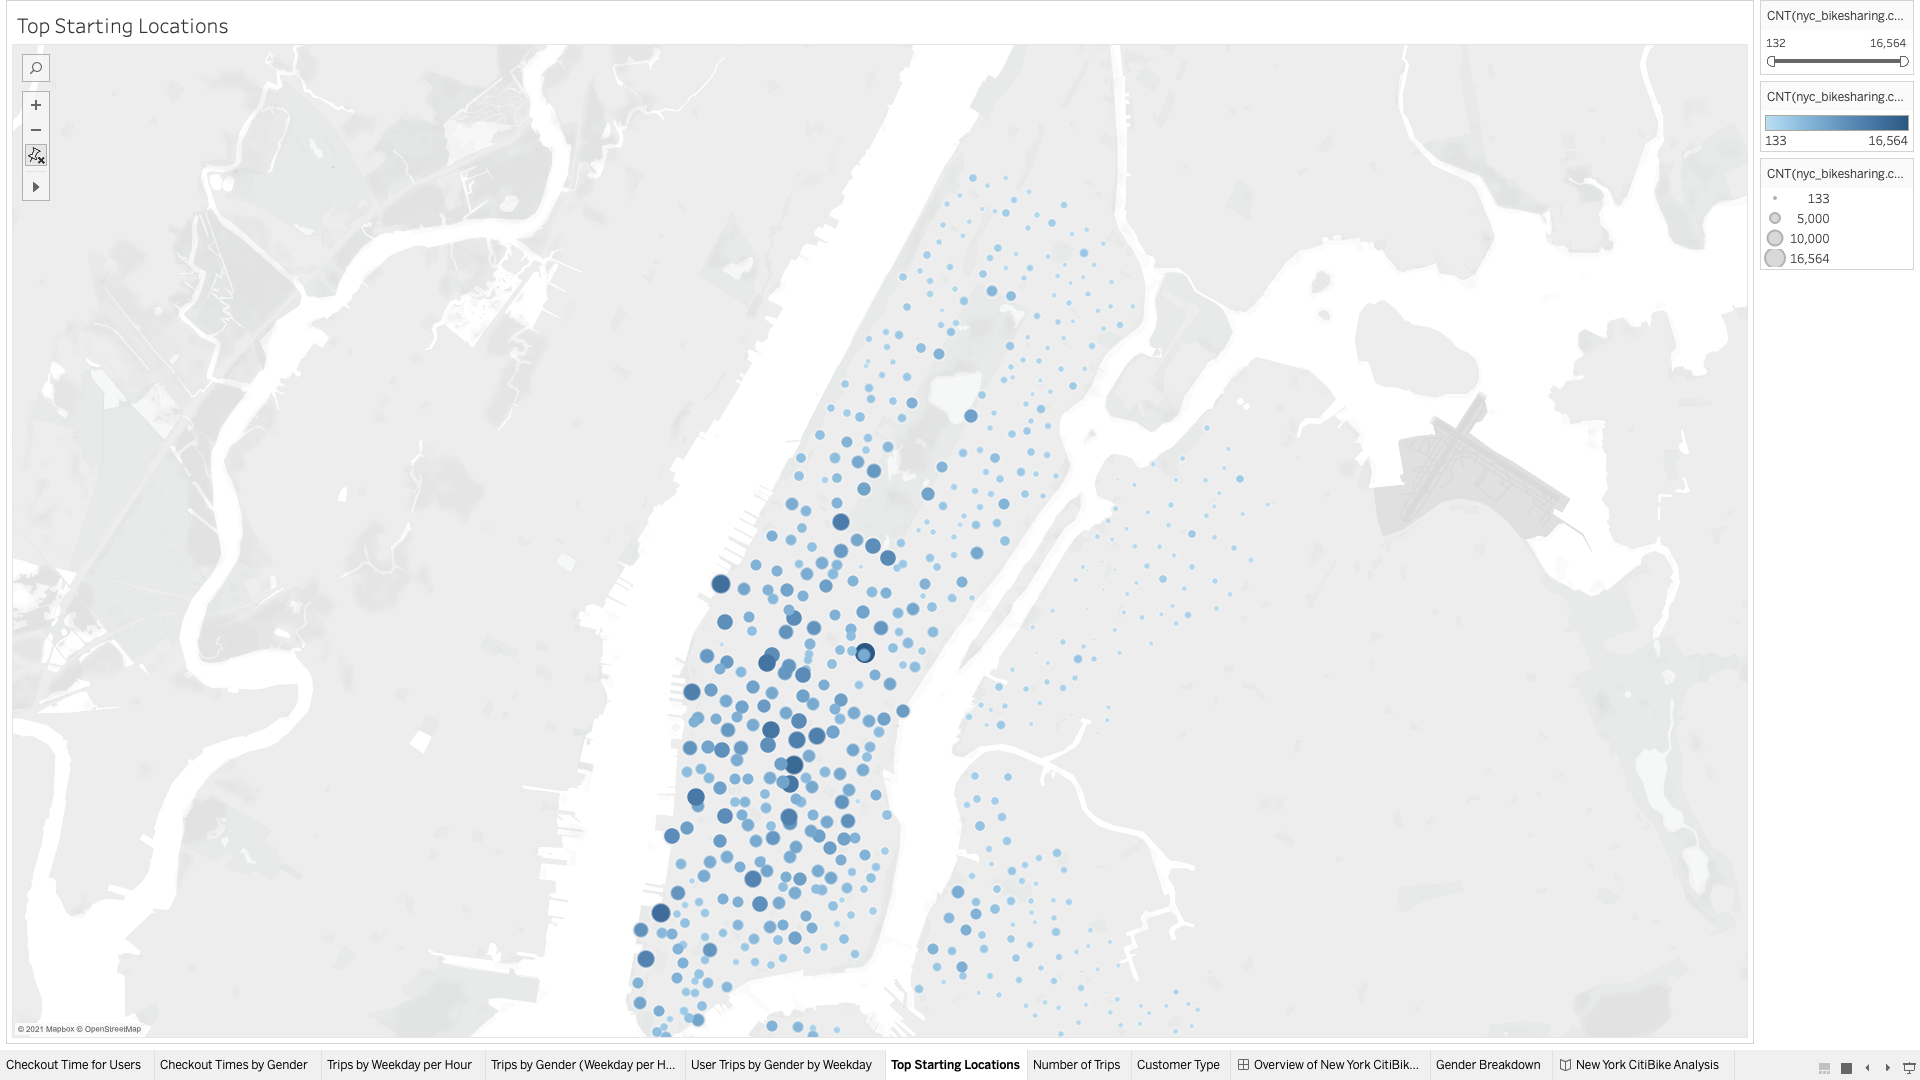 Top Starting Locations
CNT(nyc_bikesharing.c...
132 16,564
CNT(nyc_bikesharing.c...
133 16,564
CNT(nyc_bikesharing.c...
133
5,000
10,000
16,564
© 2021 Mapbox © OpenStreetMap
Checkout Time for Users Checkout Times by Gender Trips by Weekday per Hour Trips by Gender (Weekday per H... User Trips by Gender by Weekday Top Starting Locations Number of Trips Customer Type Overview of New York CitiBik... Gender Breakdown New York CitiBike Analysis